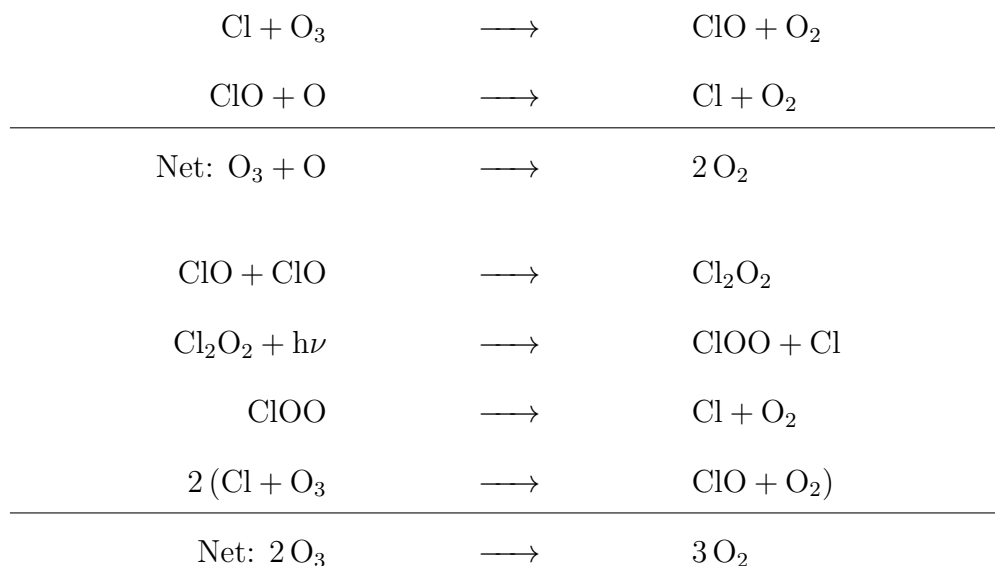 Cl + O₃ ⟶ ClO + O₂
ClO + O ⟶ Cl + O₂
Net: O₃ + O ⟶ 2 O₂
ClO + ClO ⟶ Cl₂O₂
Cl₂O₂ + hν ⟶ ClOO + Cl
ClOO ⟶ Cl + O₂
2 (Cl + O₃ ⟶ ClO + O₂)
Net: 2 O₃ ⟶ 3 O₂